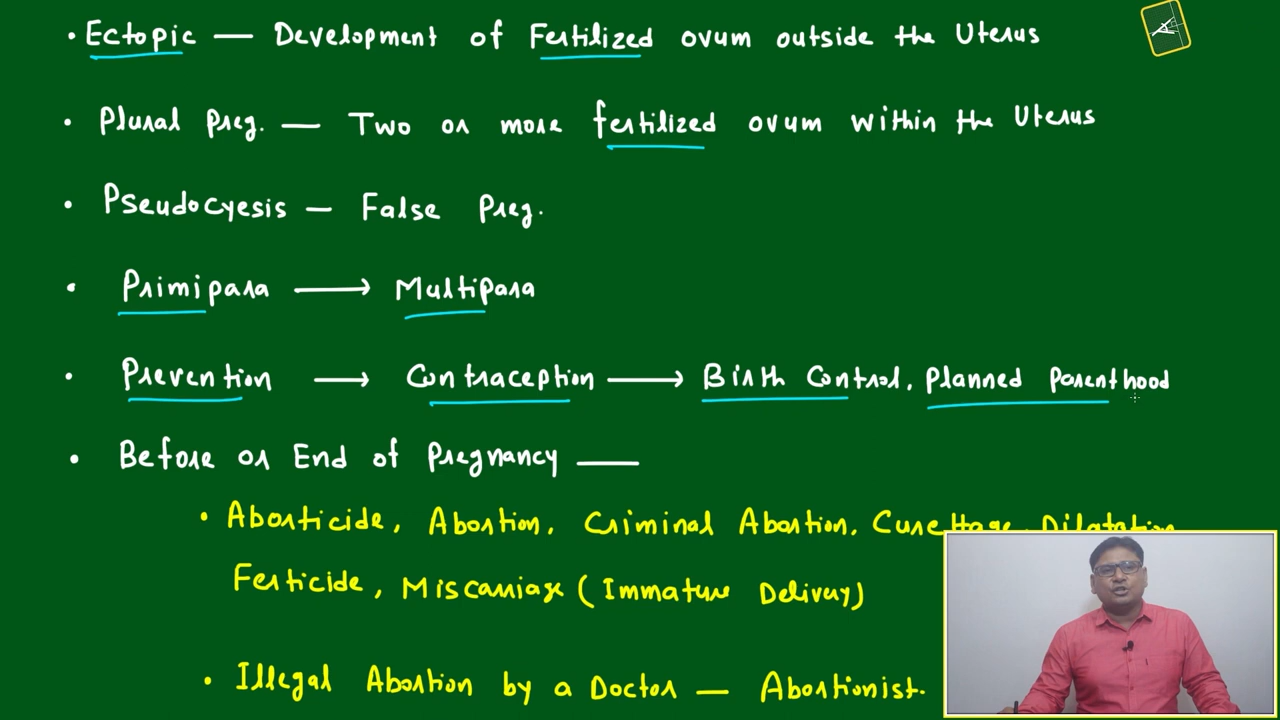 • Ectopic — Development of Fertilized ovum outside the Uterus
• Plural Preg. — Two or more fertilized ovum within the Uterus
• Pseudocyesis — False Preg.
• Primipara ⟶ Multipara
• Prevention ⟶ Contraception ⟶ Birth Control, Planned Parenthood
• Before or End of Pregnancy —
• Aborticide, Abortion, Criminal Abortion, Curettage, Dilatation
Ferticide, Miscarriage (Immature Delivery)
• Illegal Abortion by a Doctor — Abortionist.